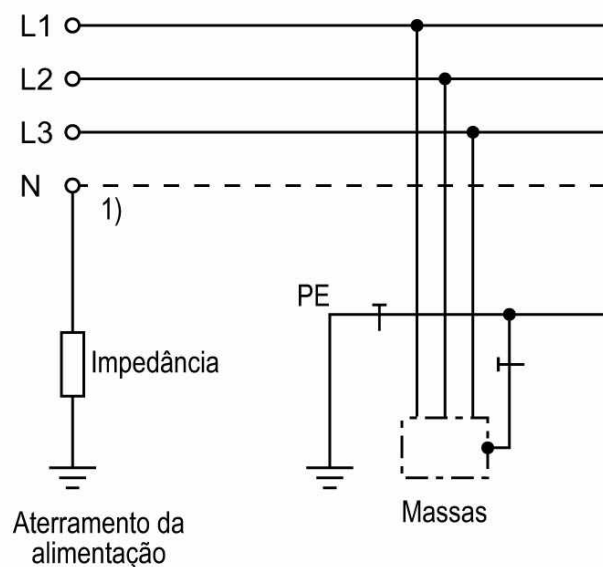 L1
L2
L3
N
1)
PE
Impedância
Massas
Aterramento da
alimentação